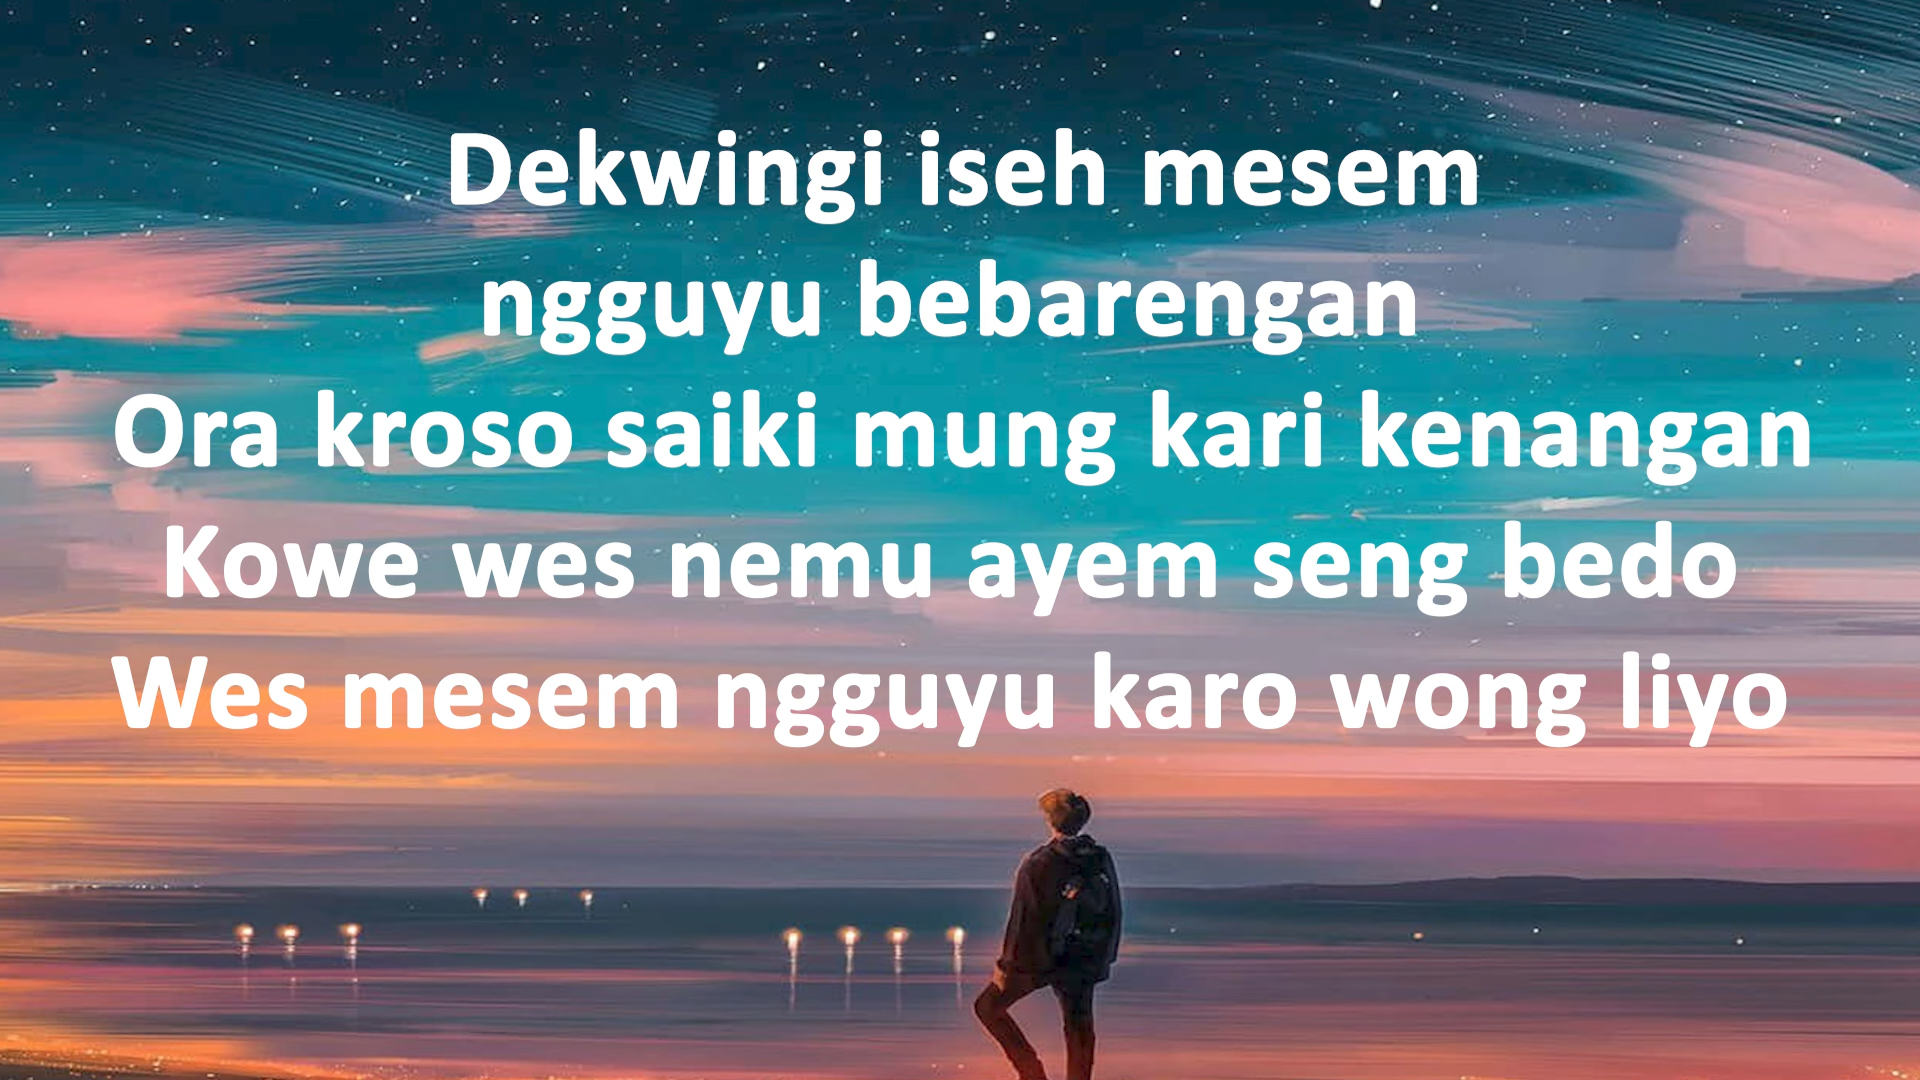 Dekwingi iseh mesem
ngguyu bebarengan
Ora kroso saiki mung kari kenangan
Kowe wes nemu ayem seng bedo
Wes mesem ngguyu karo wong liyo